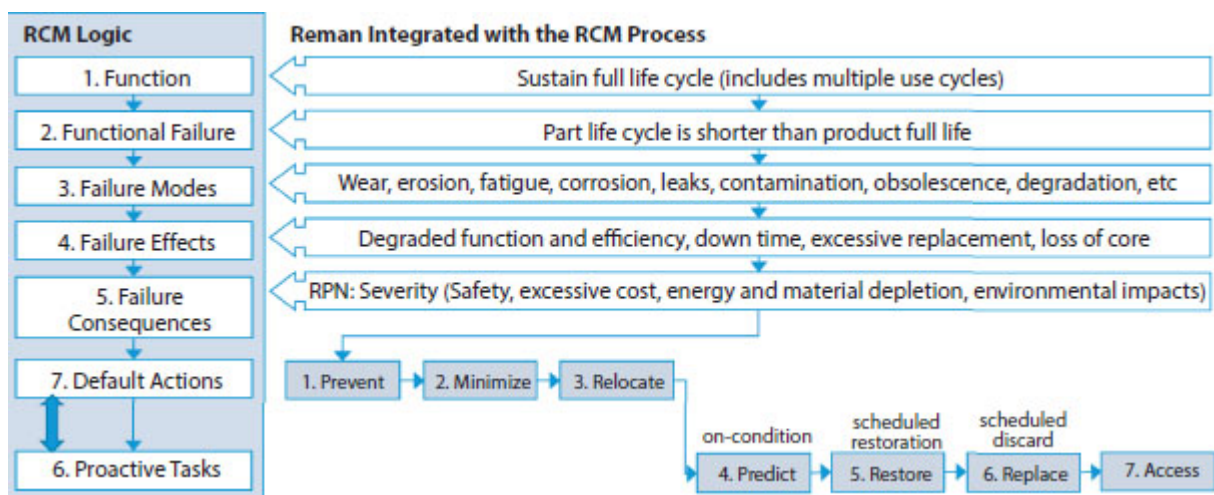 RCM Logic
Reman Integrated with the RCM Process
1. Function
Sustain full life cycle (includes multiple use cycles)
2. Functional Failure
Part life cycle is shorter than product full life
3. Failure Modes
Wear, erosion, fatigue, corrosion, leaks, contamination, obsolescence, degradation, etc
4. Failure Effects
Degraded function and efficiency, down time, excessive replacement, loss of core
5. Failure
Consequences
RPN: Severity (Safety, excessive cost, energy and material depletion, environmental impacts)
7. Default Actions
1. Prevent
2. Minimize
3. Relocate
6. Proactive Tasks
on-condition
4. Predict
scheduled
restoration
5. Restore
scheduled
discard
6. Replace
7. Access